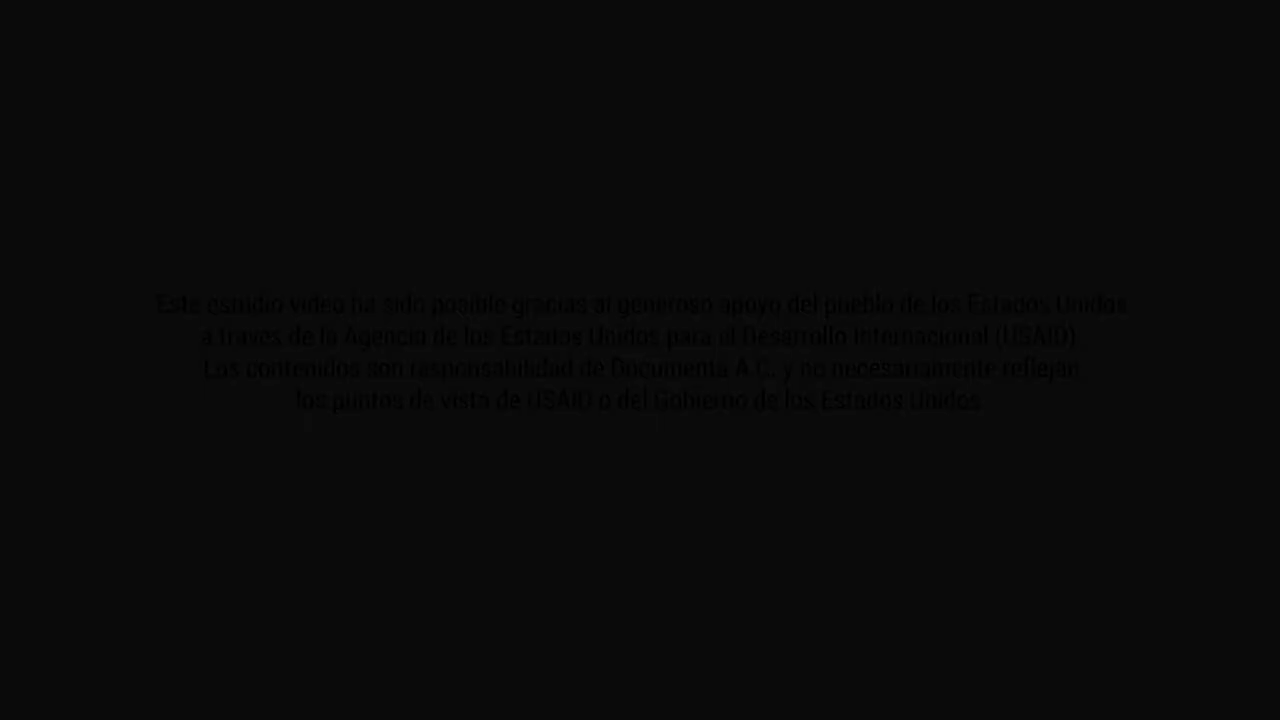 Este estudio video ha sido posible gracias al generoso apoyo del pueblo de los Estados Unidos
a través de la Agencia de los Estados Unidos para el Desarrollo Internacional (USAID).
Los contenidos son responsabilidad de Documenta A.C. y no necesariamente reflejan
los puntos de vista de USAID o del Gobierno de los Estados Unidos.